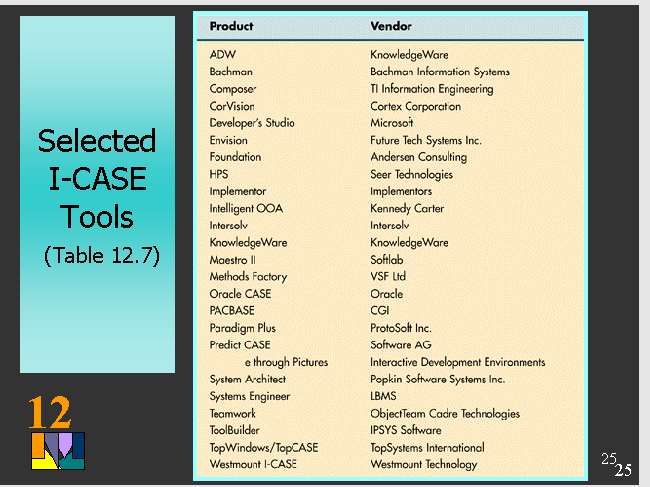 Selected
I-CASE
Tools
(Table 12.7)
12
Product Vendor
ADW KnowledgeWare
Bachman Bachman Information Systems
Composer TI Information Engineering
CorVision Cortex Corporation
Developer's Studio Microsoft
Envision Future Tech Systems Inc.
Foundation Andersen Consulting
HPS Seer Technologies
Implementor Implementors
Intelligent OOA Kennedy Carter
Intersolv Intersolv
KnowledgeWare KnowledgeWare
Maestro II Softlab
Methods Factory VSF Ltd
Oracle CASE Oracle
PACBASE CGI
Paradigm Plus ProtoSoft Inc.
Predict CASE Software AG
e through Pictures Interactive Development Environments
System Architect Popkin Software Systems Inc.
Systems Engineer LBMS
Teamwork ObjectTeam Cadre Technologies
ToolBuilder IPSYS Software
TopWindows/TopCASE TopSystems International
Westmount I-CASE Westmount Technology
25
25